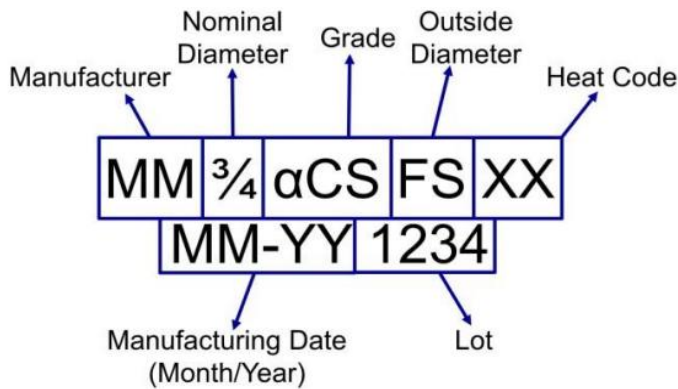 Nominal
Diameter
Grade
Outside
Diameter
Manufacturer
Heat Code
MM ¾ αCS FS XX
MM-YY 1234
Manufacturing Date
(Month/Year)
Lot